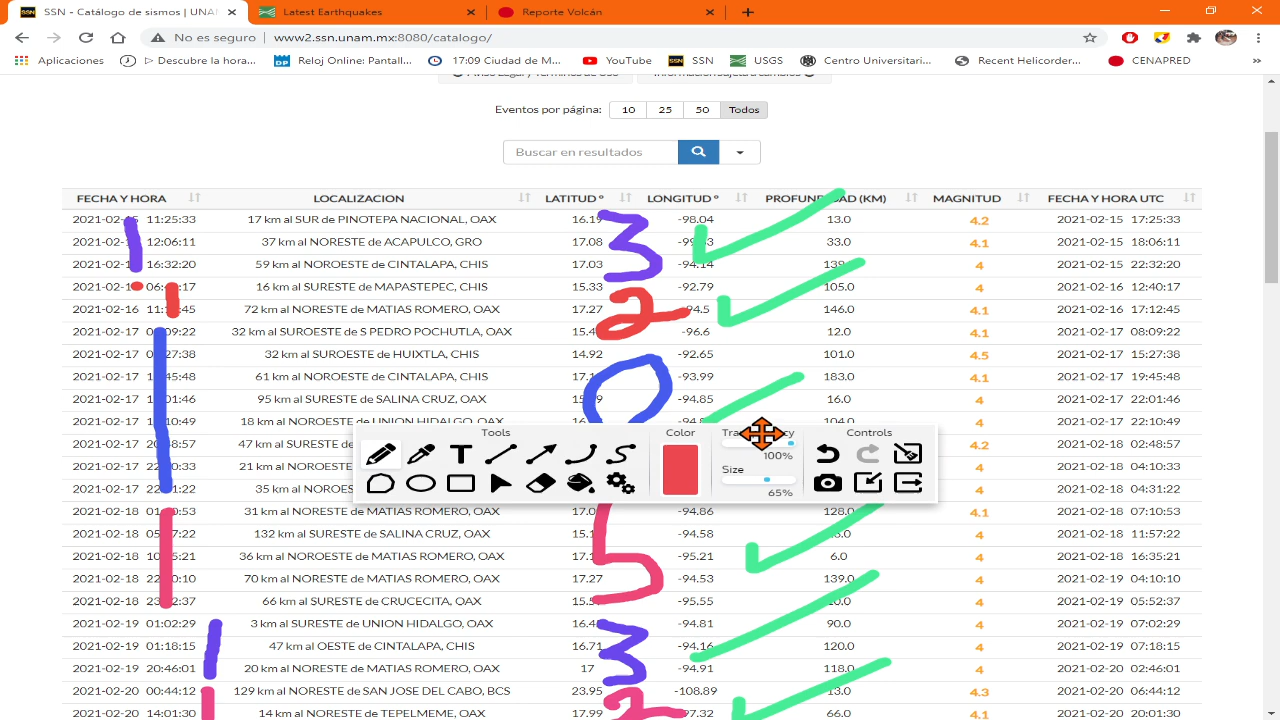 SSN - Catálogo de sismos | UNA
Latest Earthquakes
Reporte Volcán
No es seguro | www2.ssn.unam.mx:8080/catalogo/
Aplicaciones ▷ Descubre la hora... Reloj Online: Pantall... 17:09 Ciudad de M... YouTube SSN USGS Centro Universitari... Recent Helicorder... CENAPRED »
Aviso Legal y Términos de Uso Información sujeta a cambios
Eventos por página: 10 25 50 Todos
Buscar en resultados
FECHA Y HORA LOCALIZACION LATITUD º LONGITUD º PROFUNDIDAD (KM) MAGNITUD FECHA Y HORA UTC
2021-02-15 11:25:33 17 km al SUR de PINOTEPA NACIONAL, OAX 16.19 -98.04 13.0 4.2 2021-02-15 17:25:33
2021-02-15 12:06:11 37 km al NORESTE de ACAPULCO, GRO 17.08 33.0 4.1 2021-02-15 18:06:11
16:32:20 59 km al NOROESTE de CINTALAPA, CHIS 17.03 -94.14 4 2021-02-15 22:32:20
16 km al SURESTE de MAPASTEPEC, CHIS 15.33 -92.79 105.0 4 2021-02-16 12:40:17
2021-02-16 72 km al NOROESTE de MATIAS ROMERO, OAX 17.27 -94.5 146.0 4.1 2021-02-16 17:12:45
2021-02-17 32 km al SUROESTE de S PEDRO POCHUTLA, OAX -96.6 12.0 4.1 2021-02-17 08:09:22
2021-02-17 32 km al SUROESTE de HUIXTLA, CHIS 14.92 -92.65 101.0 4.5 2021-02-17 15:27:38
2021-02-17 61 km al NOROESTE de CINTALAPA, CHIS -93.99 183.0 4.1 2021-02-17 19:45:48
2021-02-17 95 km al SURESTE de SALINA CRUZ, OAX -94.85 16.0 4 2021-02-17 22:01:46
2021-02-17 18 km al NOROESTE de UNION HIDALGO, OAX 4 2021-02-17 22:10:49
2021-02-17 47 km al SURESTE 4.2 2021-02-18 02:48:57
2021-02-17 21 km al NOROESTE 4 2021-02-18 04:10:33
2021-02-17 35 km al NOROESTE 4 2021-02-18 04:31:22
2021-02-18 31 km al NORESTE de MATIAS ROMERO, OAX -94.86 128.0 4.1 2021-02-18 07:10:53
2021-02-18 132 km al SURESTE de SALINA CRUZ, OAX -94.58 4 2021-02-18 11:57:22
2021-02-18 36 km al NOROESTE de MATIAS ROMERO, OAX -95.21 6.0 4 2021-02-18 16:35:21
2021-02-18 70 km al NORESTE de MATIAS ROMERO, OAX 17.27 -94.53 139.0 4 2021-02-19 04:10:10
2021-02-18 66 km al SURESTE de CRUCECITA, OAX -95.55 4 2021-02-19 05:52:37
2021-02-19 01:02:29 3 km al SURESTE de UNION HIDALGO, OAX -94.81 90.0 4 2021-02-19 07:02:29
2021-02-19 01:18:15 47 km al OESTE de CINTALAPA, CHIS 16.71 -94.16 120.0 4 2021-02-19 07:18:15
2021-02-19 20:46:01 20 km al NORESTE de MATIAS ROMERO, OAX 17 -94.91 118.0 4 2021-02-20 02:46:01
2021-02-20 00:44:12 129 km al NORESTE de SAN JOSE DEL CABO, BCS 23.95 -108.89 13.0 4.3 2021-02-20 06:44:12
2021-02-20 14:01:30 14 km al NORESTE de TEPELMEME, OAX 17.99 -97.32 66.0 4.1 2021-02-20 20:01:30
3
2
0
5
3
2
Tools Color Controls
100%
Size
65%